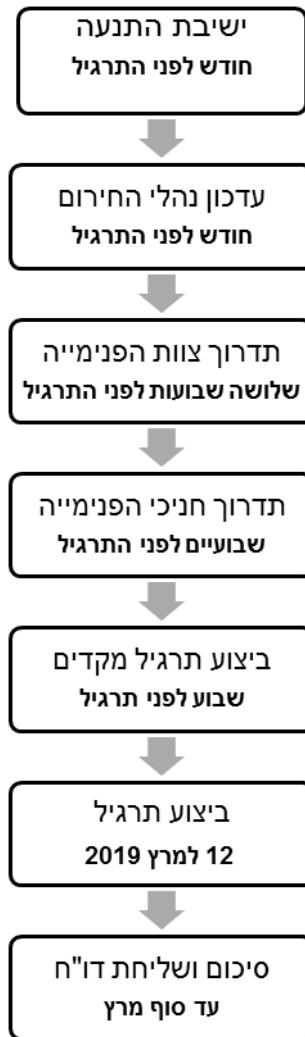 ישיבת התנעה
חודש לפני התרגיל
עדכון נהלי החירום
חודש לפני התרגיל
תדרוך צוות הפנימייה
שלושה שבועות לפני התרגיל
תדרוך חניכי הפנימייה
שבועיים לפני התרגיל
ביצוע תרגיל מקדים
שבוע לפני תרגיל
ביצוע תרגיל
12 למרץ 2019
סיכום ושליחת דו"ח
עד סוף מרץ